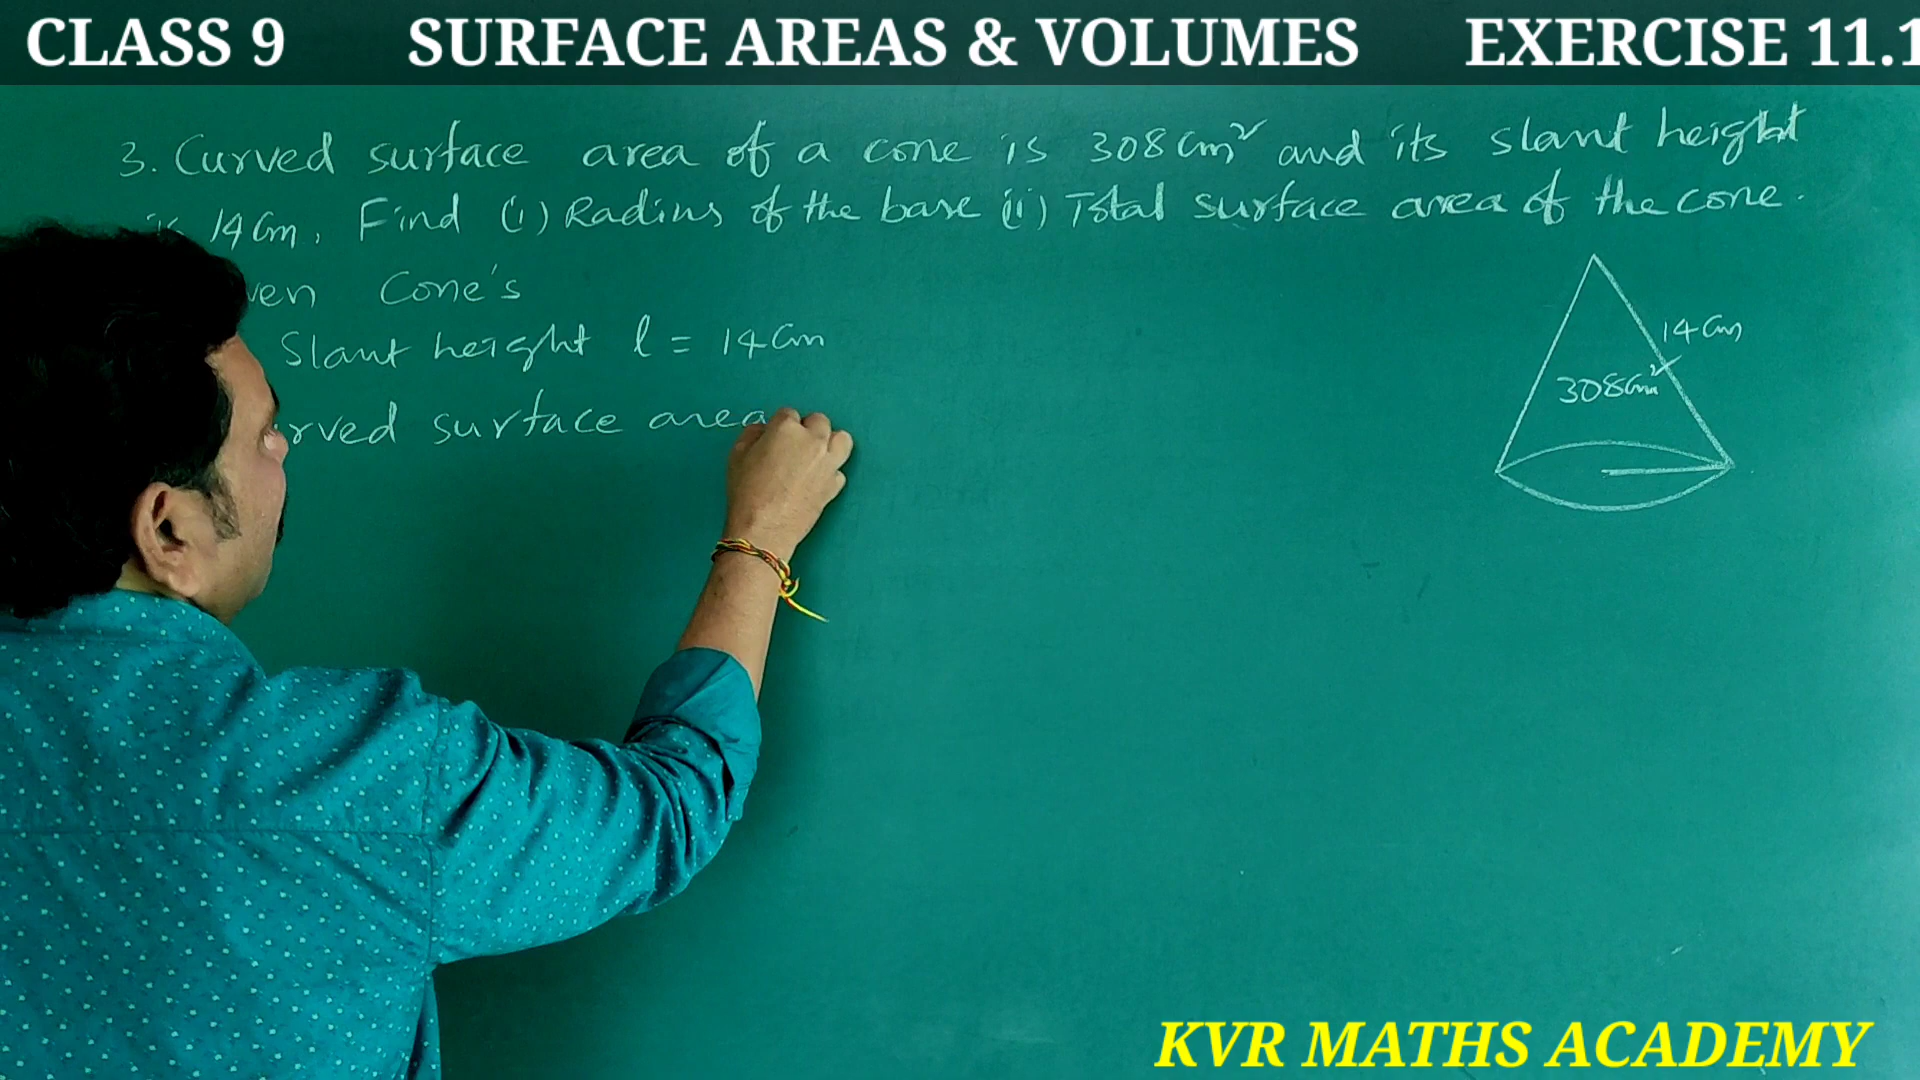 CLASS 9 SURFACE AREAS & VOLUMES EXERCISE 11.1
3. Curved surface area of a cone is 308 cm² and its slant height
is 14 cm. Find (i) Radius of the base (ii) Total surface area of the cone.
Cone's
Slant height l = 14 cm
surface area
14 cm
308 cm²
KVR MATHS ACADEMY